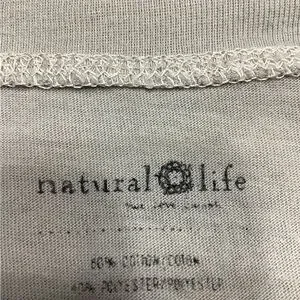 natural life
60% COTTON/COTON
40% POLYESTER/POLYESTER